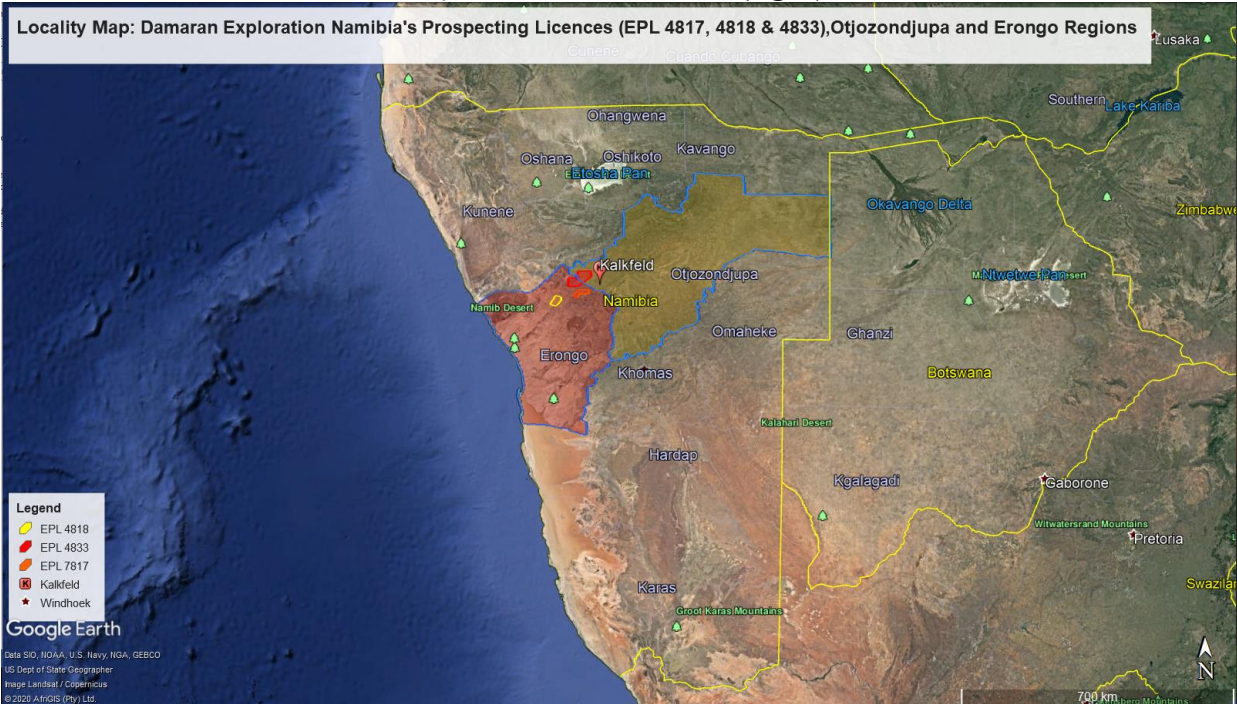 Locality Map: Damaran Exploration Namibia's Prospecting Licences (EPL 4817, 4818 & 4833),Otjozondjupa and Erongo Regions
Cunene
Cuando Cubango
Lusaka
Southern
Lake Kariba
Ohangwena
Oshana
Oshikoto
Kavango
Etosha Pan
Kunene
Okavango Delta
Zimbabwe
Kalkfeld
Otjozondjupa
Ntwetwe Pan
Namib Desert
Namibia
Omaheke
Ghanzi
Erongo
Khomas
Botswana
Kalahari Desert
Hardap
Kgalagadi
Gaborone
Witwatersrand Mountains
Pretoria
Karas
Swazilan
Groot Karas Mountains
Legend
EPL 4818
EPL 4833
EPL 7817
K Kalkfeld
Windhoek
Google Earth
Data SIO, NOAA, U.S. Navy, NGA, GEBCO
US Dept of State Geographer
Image Landsat / Copernicus
© 2020 AfriGIS (Pty) Ltd.
N
700 km